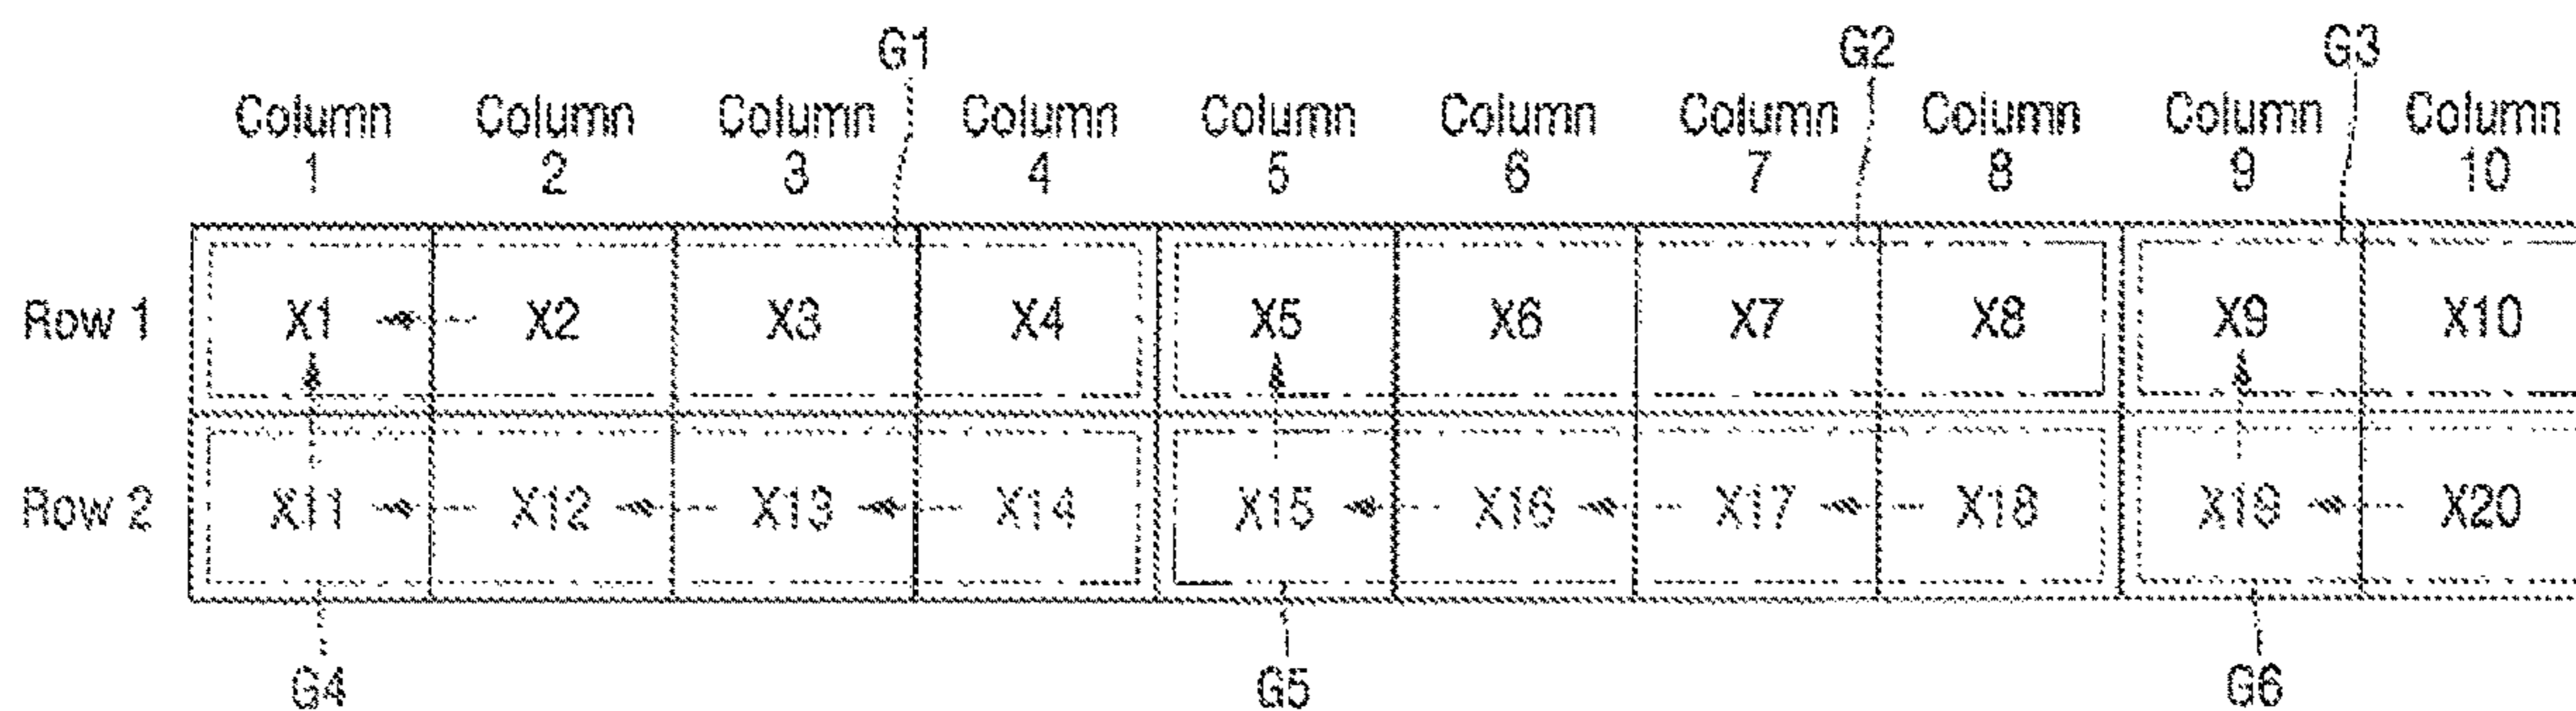 G1 G2 G3
Column 1 Column 2 Column 3 Column 4 Column 5 Column 6 Column 7 Column 8 Column 9 Column 10
Row 1 X1 X2 X3 X4 X5 X6 X7 X8 X9 X10
Row 2 X11 X12 X13 X14 X15 X16 X17 X18 X19 X20
G4 G5 G6